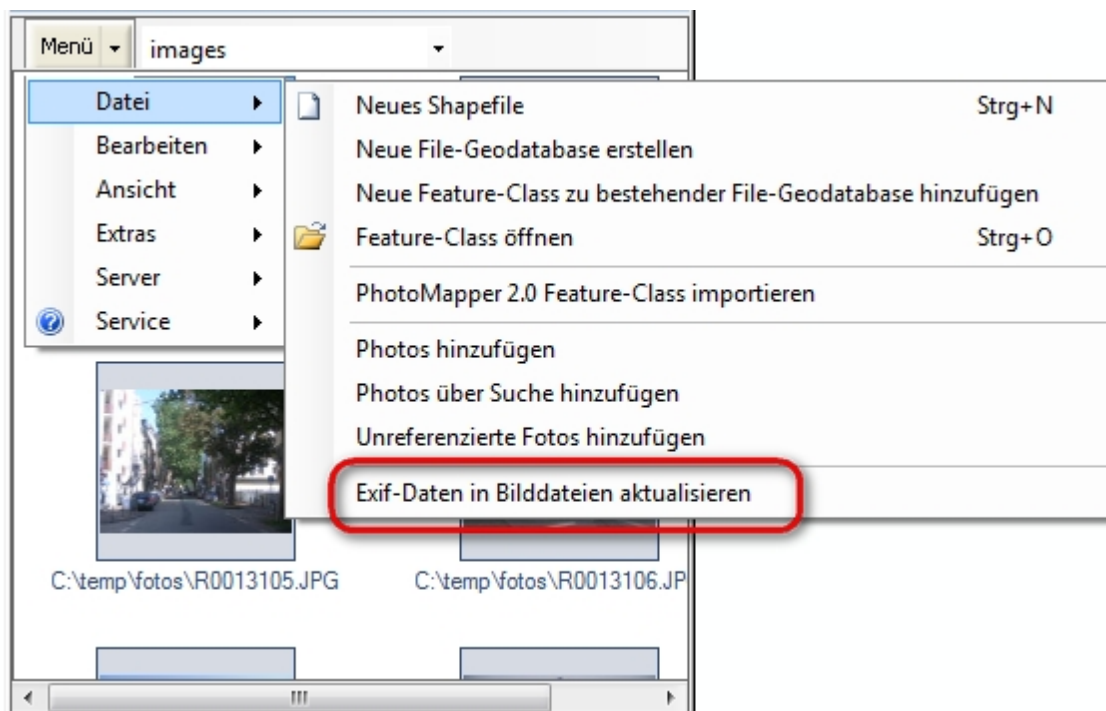 Menü
images
Datei
Bearbeiten
Ansicht
Extras
Server
Service
Neues Shapefile Strg+N
Neue File-Geodatabase erstellen
Neue Feature-Class zu bestehender File-Geodatabase hinzufügen
Feature-Class öffnen Strg+O
PhotoMapper 2.0 Feature-Class importieren
Photos hinzufügen
Photos über Suche hinzufügen
Unreferenzierte Fotos hinzufügen
Exif-Daten in Bilddateien aktualisieren
C:\temp\fotos\R0013105.JPG
C:\temp\fotos\R0013106.JP